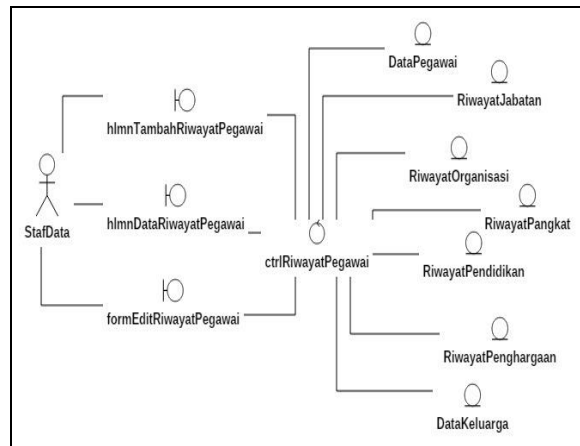 DataPegawai
RiwayatJabatan
hlmnTambahRiwayatPegawai
RiwayatOrganisasi
StafData
hlmnDataRiwayatPegawai
RiwayatPangkat
ctrlRiwayatPegawai
RiwayatPendidikan
formEditRiwayatPegawai
RiwayatPenghargaan
DataKeluarga